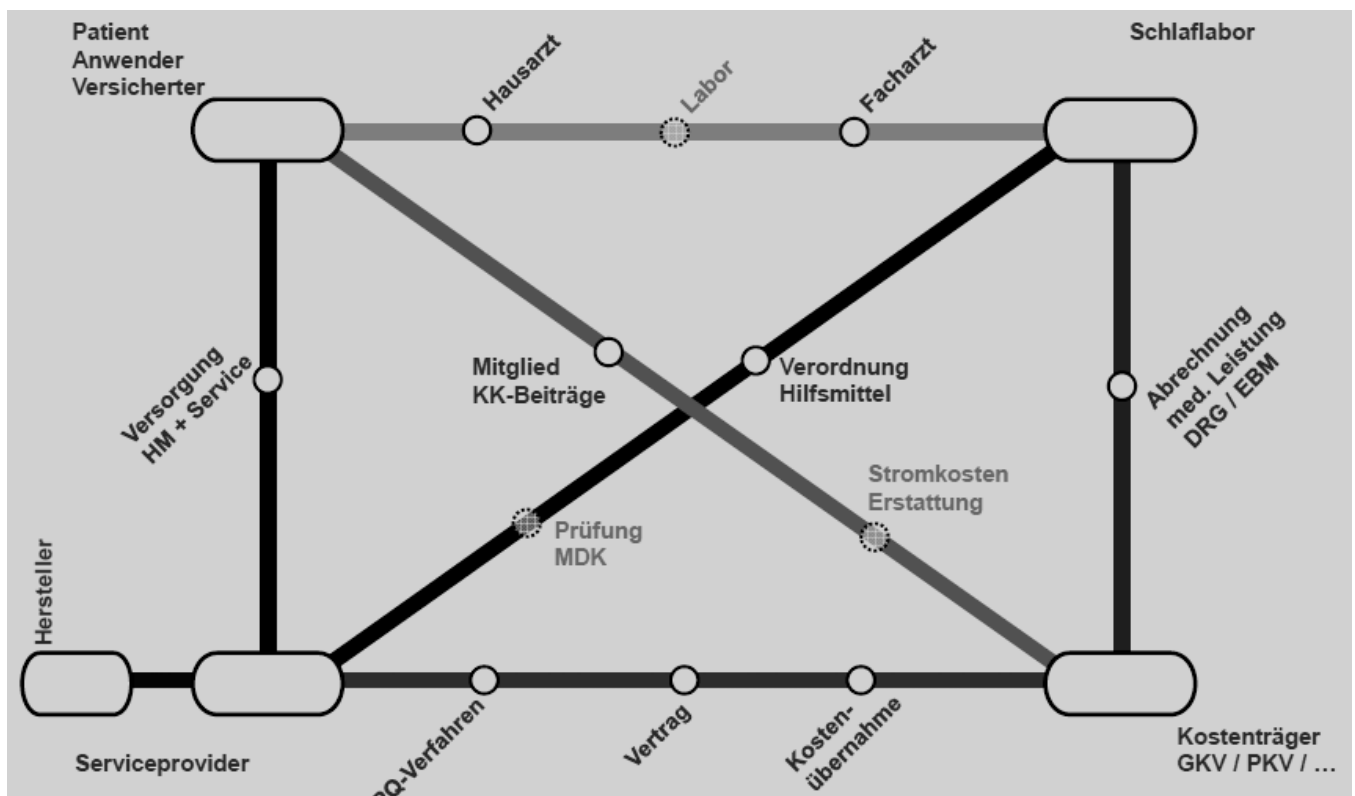 Patient
Anwender
Versicherter
Hausarzt
Labor
Facharzt
Schlaflabor
Versorgung
HM + Service
Mitglied
KK-Beiträge
Verordnung
Hilfsmittel
Abrechnung
med. Leistung
DRG / EBM
Prüfung
MDK
Stromkosten
Erstattung
Hersteller
Serviceprovider
Vertrag
Kosten-
übernahme
Kostenträger
GKV / PKV / …